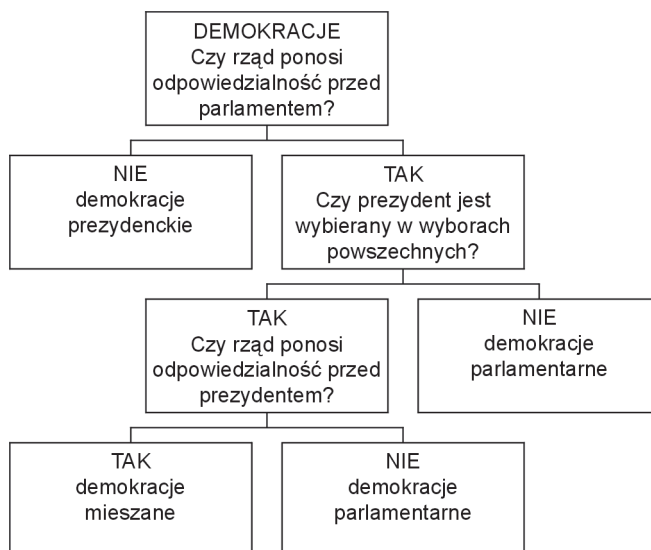 DEMOKRACJE
Czy rząd ponosi
odpowiedzialność przed
parlamentem?
NIE
demokracje
prezydenckie
TAK
Czy prezydent jest
wybierany w wyborach
powszechnych?
TAK
Czy rząd ponosi
odpowiedzialność przed
prezydentem?
NIE
demokracje
parlamentarne
TAK
demokracje
mieszane
NIE
demokracje
parlamentarne